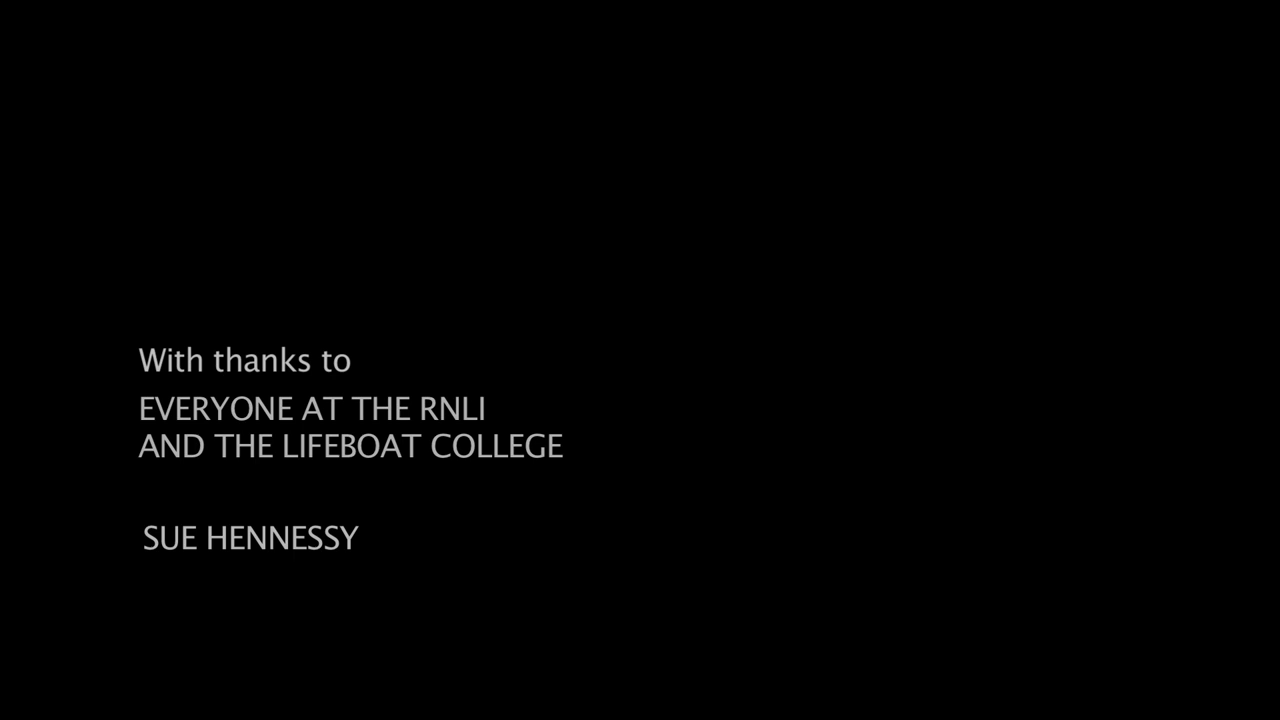 With thanks to
EVERYONE AT THE RNLI
AND THE LIFEBOAT COLLEGE
SUE HENNESSY